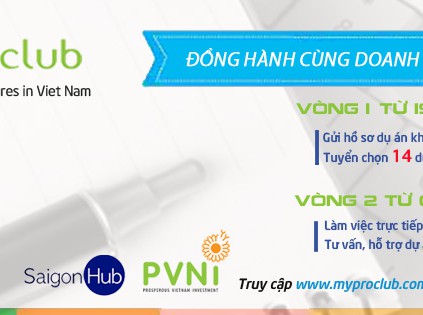 club
ĐỒNG HÀNH CÙNG DOANH
res in Viet Nam
VÒNG 1 TỪ 1
Gửi hồ sơ dự án kh
Tuyển chọn 14 d
VÒNG 2 TỪ
Làm việc trực tiếp
Tư vấn, hỗ trợ dự
SaigonHub
PVNi
PROSPEROUS VIETNAM INVESTMENT
Truy cập www.myproclub.com